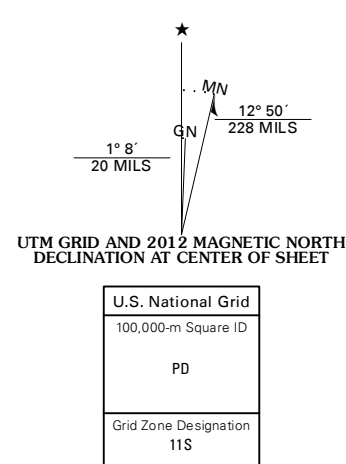 ★
MN
GN
12° 50´
228 MILS
1° 8´
20 MILS
UTM GRID AND 2012 MAGNETIC NORTH
DECLINATION AT CENTER OF SHEET
U.S. National Grid
100,000-m Square ID
PD
Grid Zone Designation
11S